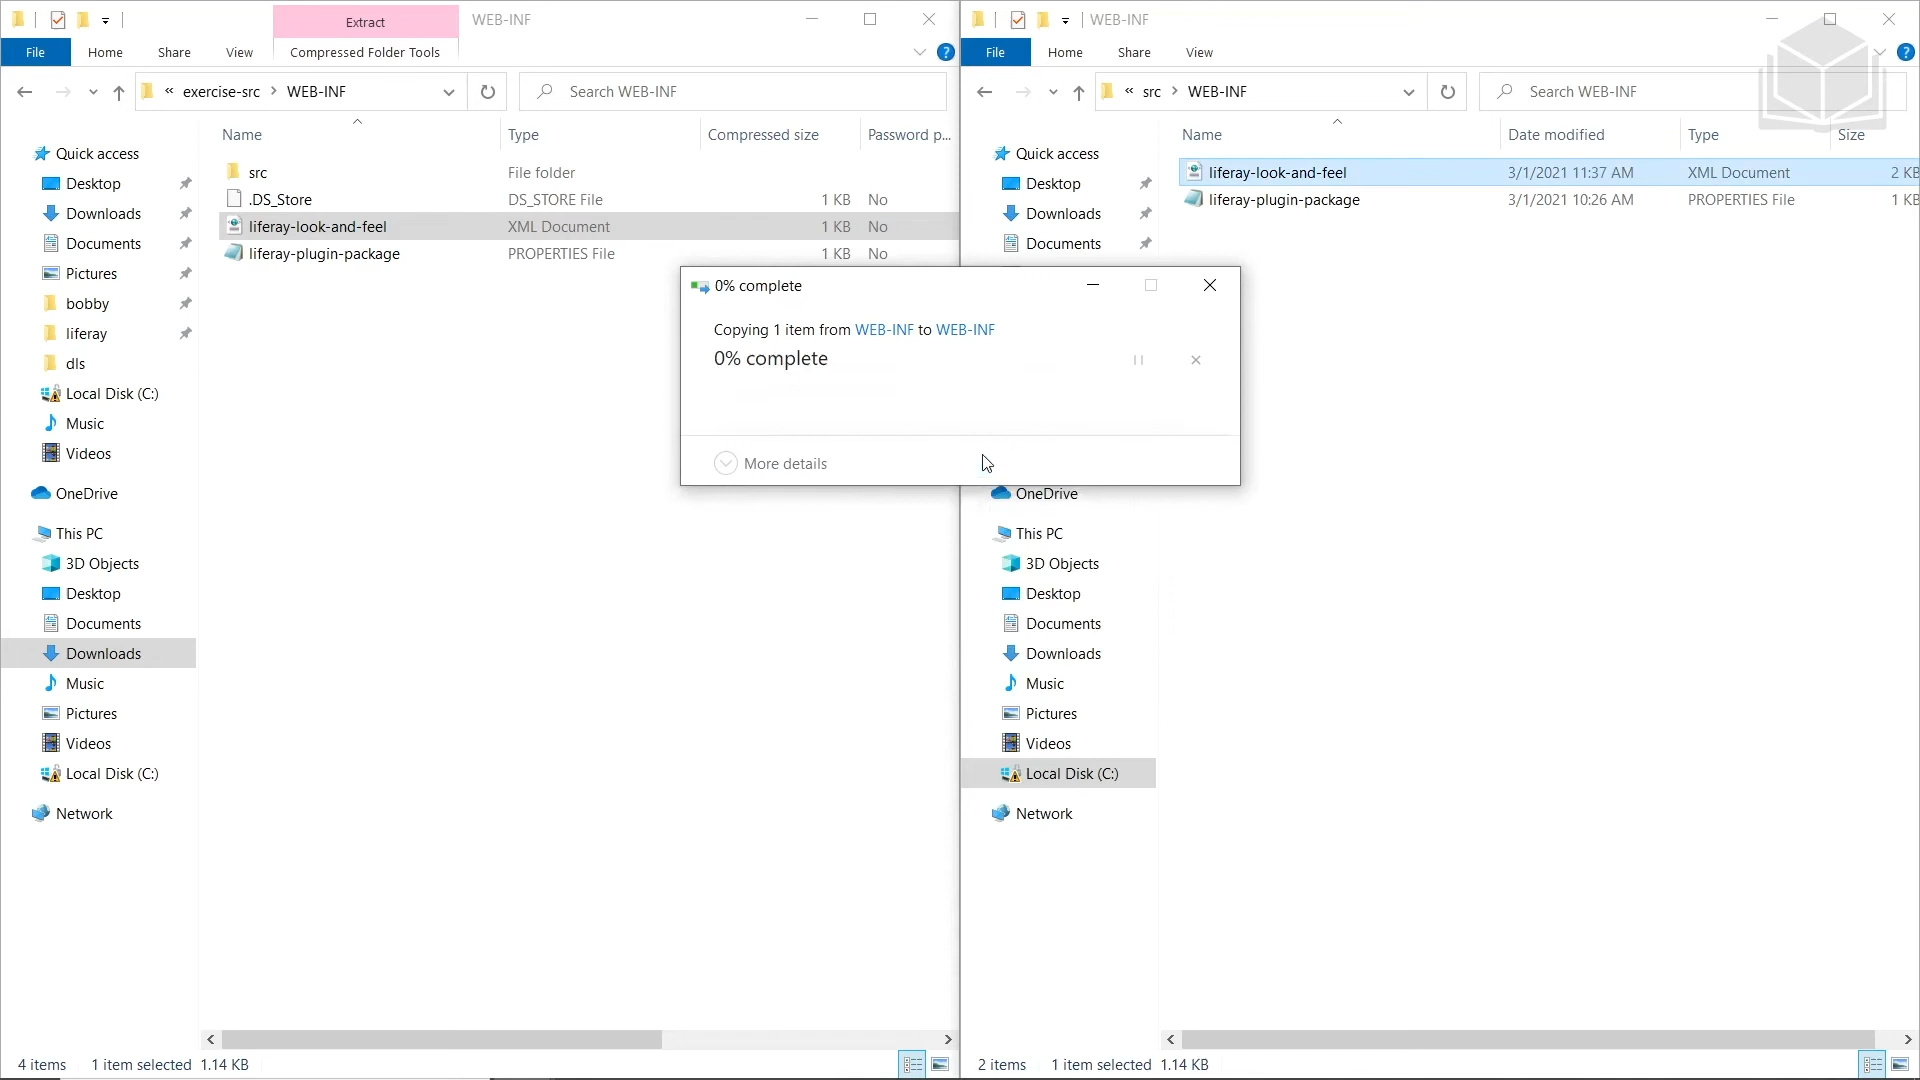 Extract
WEB-INF
File
Home
Share
View
Compressed Folder Tools
?
« exercise-src > WEB-INF
Search WEB-INF
Name
Type
Compressed size
Password p...
Quick access
Desktop
Downloads
Documents
Pictures
bobby
liferay
dls
Local Disk (C:)
Music
Videos
OneDrive
This PC
3D Objects
Desktop
Documents
Downloads
Music
Pictures
Videos
Local Disk (C:)
Network
src File folder
.DS_Store DS_STORE File 1 KB No
liferay-look-and-feel XML Document 1 KB No
liferay-plugin-package PROPERTIES File 1 KB No
4 items 1 item selected 1.14 KB
0% complete
Copying 1 item from WEB-INF to WEB-INF
0% complete
More details
WEB-INF
File
Home
Share
View
?
« src > WEB-INF
Search WEB-INF
Name
Date modified
Type
Size
Quick access
Desktop
Downloads
Documents
OneDrive
This PC
3D Objects
Desktop
Documents
Downloads
Music
Pictures
Videos
Local Disk (C:)
Network
liferay-look-and-feel 3/1/2021 11:37 AM XML Document 2 KB
liferay-plugin-package 3/1/2021 10:26 AM PROPERTIES File 1 KB
2 items 1 item selected 1.14 KB